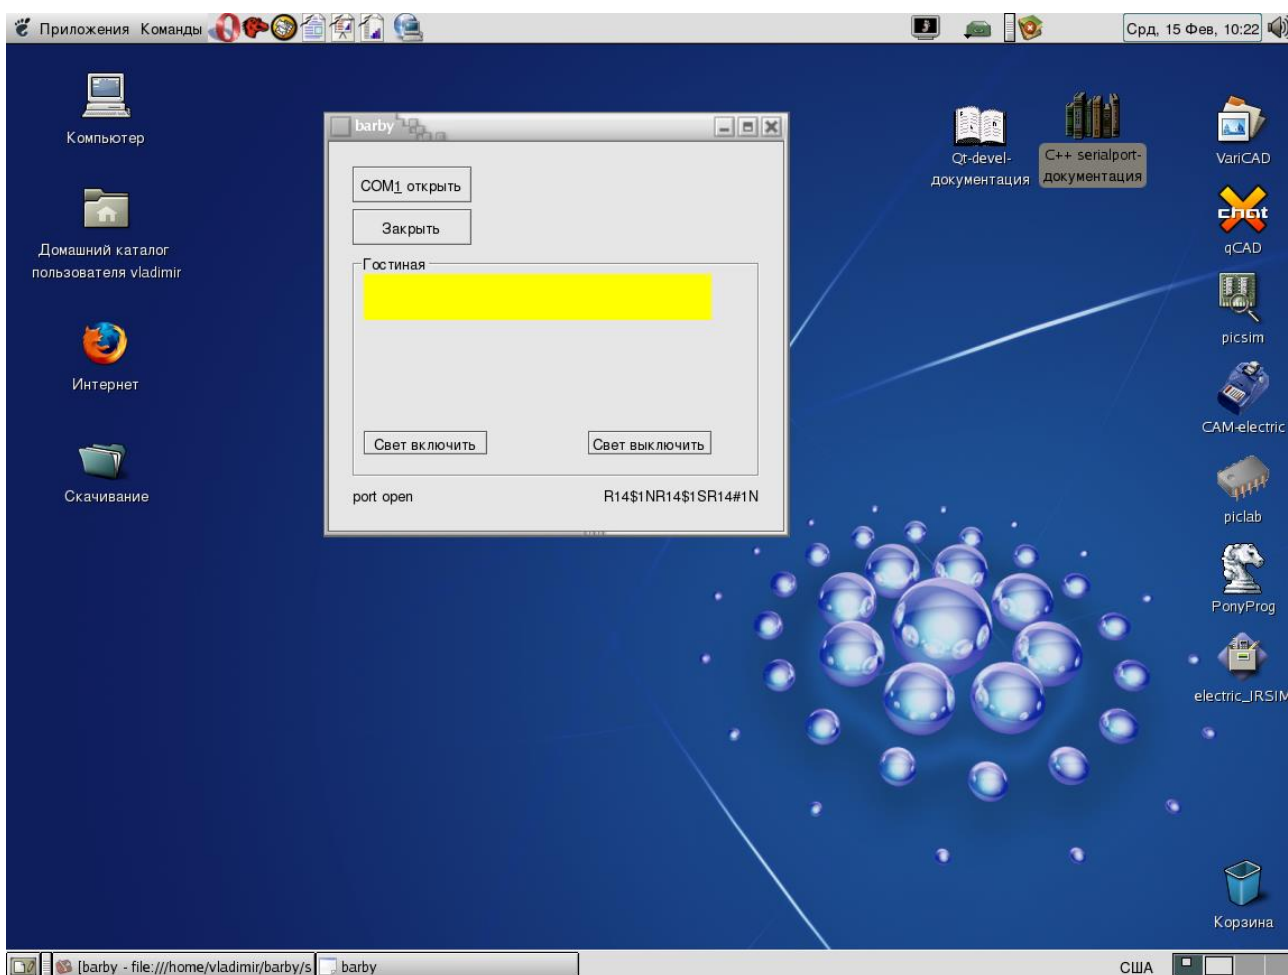 Приложения Команды
Срд, 15 Фев, 10:22
Компьютер
Домашний каталог
пользователя vladimir
Интернет
Скачивание
barby
COM1 открыть
Закрыть
Гостиная
Свет включить
Свет выключить
port open
R14$1NR14$1SR14#1N
Qt-devel-
документация
C++ serialport-
документация
VariCAD
chat
qCAD
picsim
CAM-electric
piclab
PonyProg
electric_IRSIM
Корзина
[barby - file:///home/vladimir/barby/s
barby
США